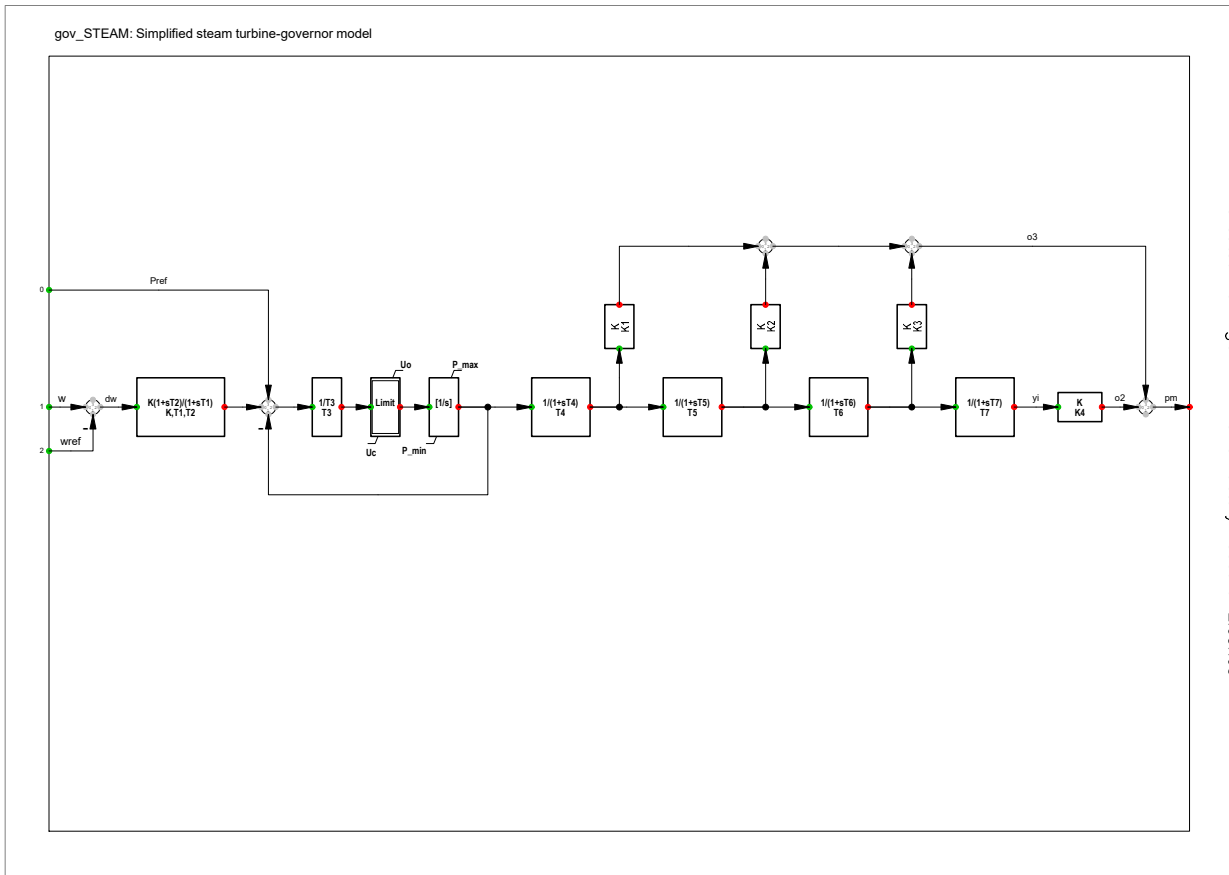 gov_STEAM: Simplified steam turbine-governor model
o3
Pref
0
K
K1
K
K2
K
K3
Uo
P_max
w
1
dw
K(1+sT2)/(1+sT1)
K,T1,T2
1/T3
T3
Limit
[1/s]
1/(1+sT4)
T4
1/(1+sT5)
T5
1/(1+sT6)
T6
1/(1+sT7)
T7
yi
K
K4
o2
pm
-
-
wref
2
Uc
P_min